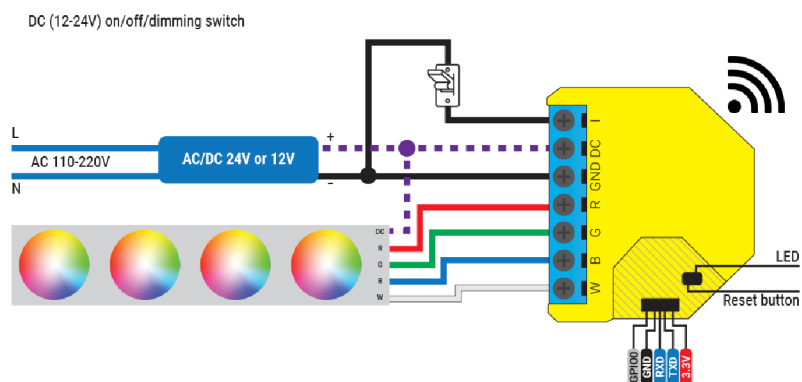 DC (12-24V) on/off/dimming switch
L
+
AC 110-220V
AC/DC 24V or 12V
N
-
I
DC
GND
R
G
B
W
DC
R
G
B
W
LED
Reset button
GPIO0
GND
RXD
TXD
3.3V